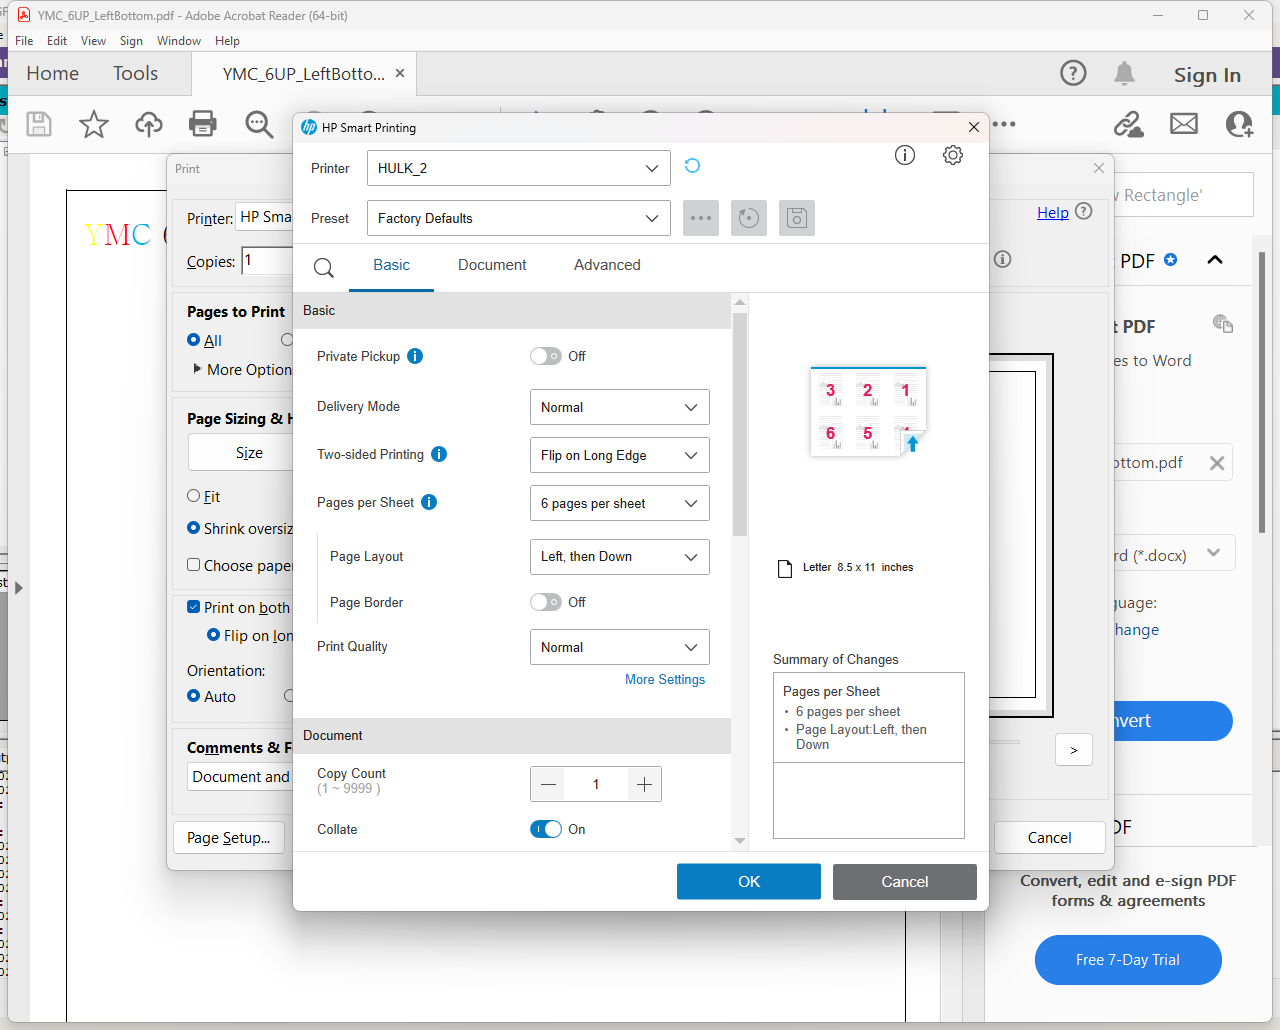 YMC_6UP_LeftBottom.pdf - Adobe Acrobat Reader (64-bit)
File Edit View Sign Window Help
Home Tools YMC_6UP_LeftBotto... × ? Sign In
HP Smart Printing
Print
Printer HULK_2
Preset Factory Defaults
Basic Document Advanced
Basic
Private Pickup Off
Delivery Mode Normal
Two-sided Printing Flip on Long Edge
Pages per Sheet 6 pages per sheet
Page Layout Left, then Down
Page Border Off
Print Quality Normal
More Settings
Document
Copy Count 1
(1 ~ 9999 )
Collate On
3 2 1
6 5
Letter 8.5 x 11 inches
Summary of Changes
Pages per Sheet
• 6 pages per sheet
• Page Layout:Left, then
Down
OK Cancel
YMC 6
Printer: HP Sma
Copies: 1
Pages to Print
All
More Option
Page Sizing & H
Size
Fit
Shrink oversiz
Choose pape
Print on both
Flip on lon
Orientation:
Auto
Comments & F
Document and
Page Setup...
Help
>
Cancel
w Rectangle'
PDF
t PDF
es to Word
ottom.pdf
rd (*.docx)
guage:
hange
nvert
DF
Convert, edit and e-sign PDF
forms & agreements
Free 7-Day Trial